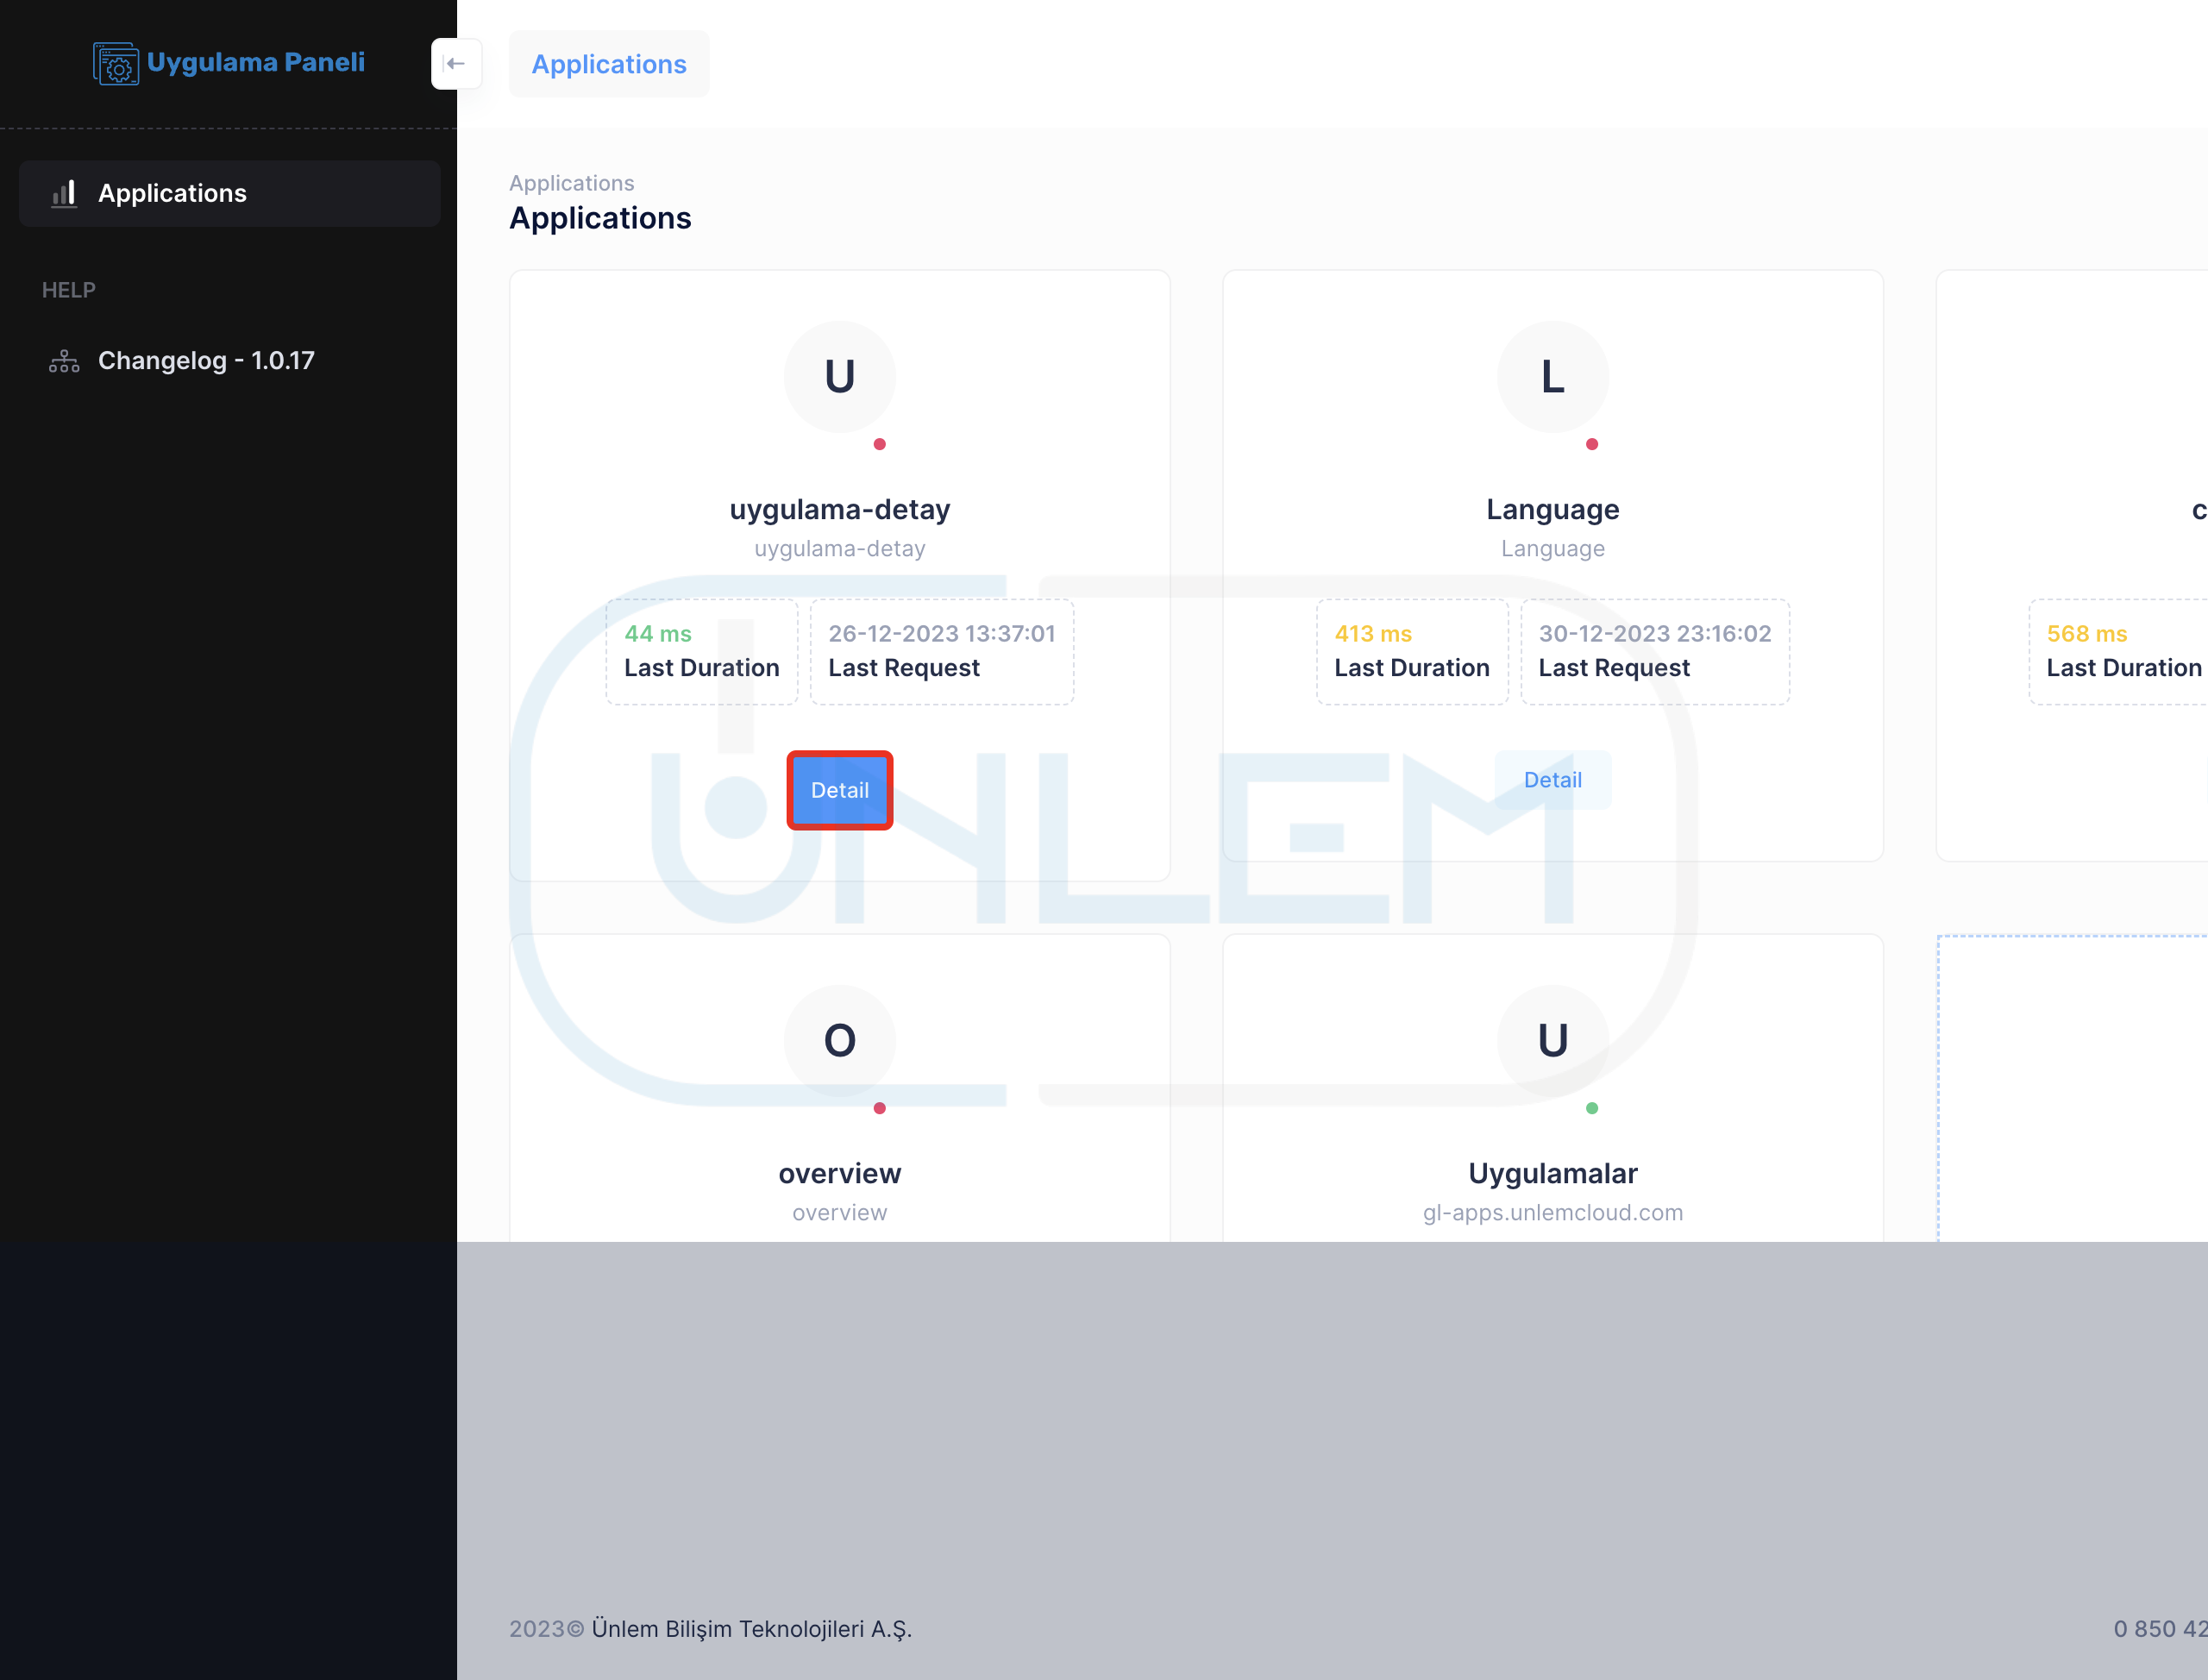 Uygulama Paneli
Applications
Applications
HELP
Changelog - 1.0.17
Applications
Applications
U
uygulama-detay
uygulama-detay
44 ms
Last Duration
26-12-2023 13:37:01
Last Request
Detail
L
Language
Language
413 ms
Last Duration
30-12-2023 23:16:02
Last Request
Detail
568 ms
Last Duration
ÜNLEM
O
overview
overview
U
Uygulamalar
gl-apps.unlemcloud.com
2023© Ünlem Bilişim Teknolojileri A.Ş.
0 850 42